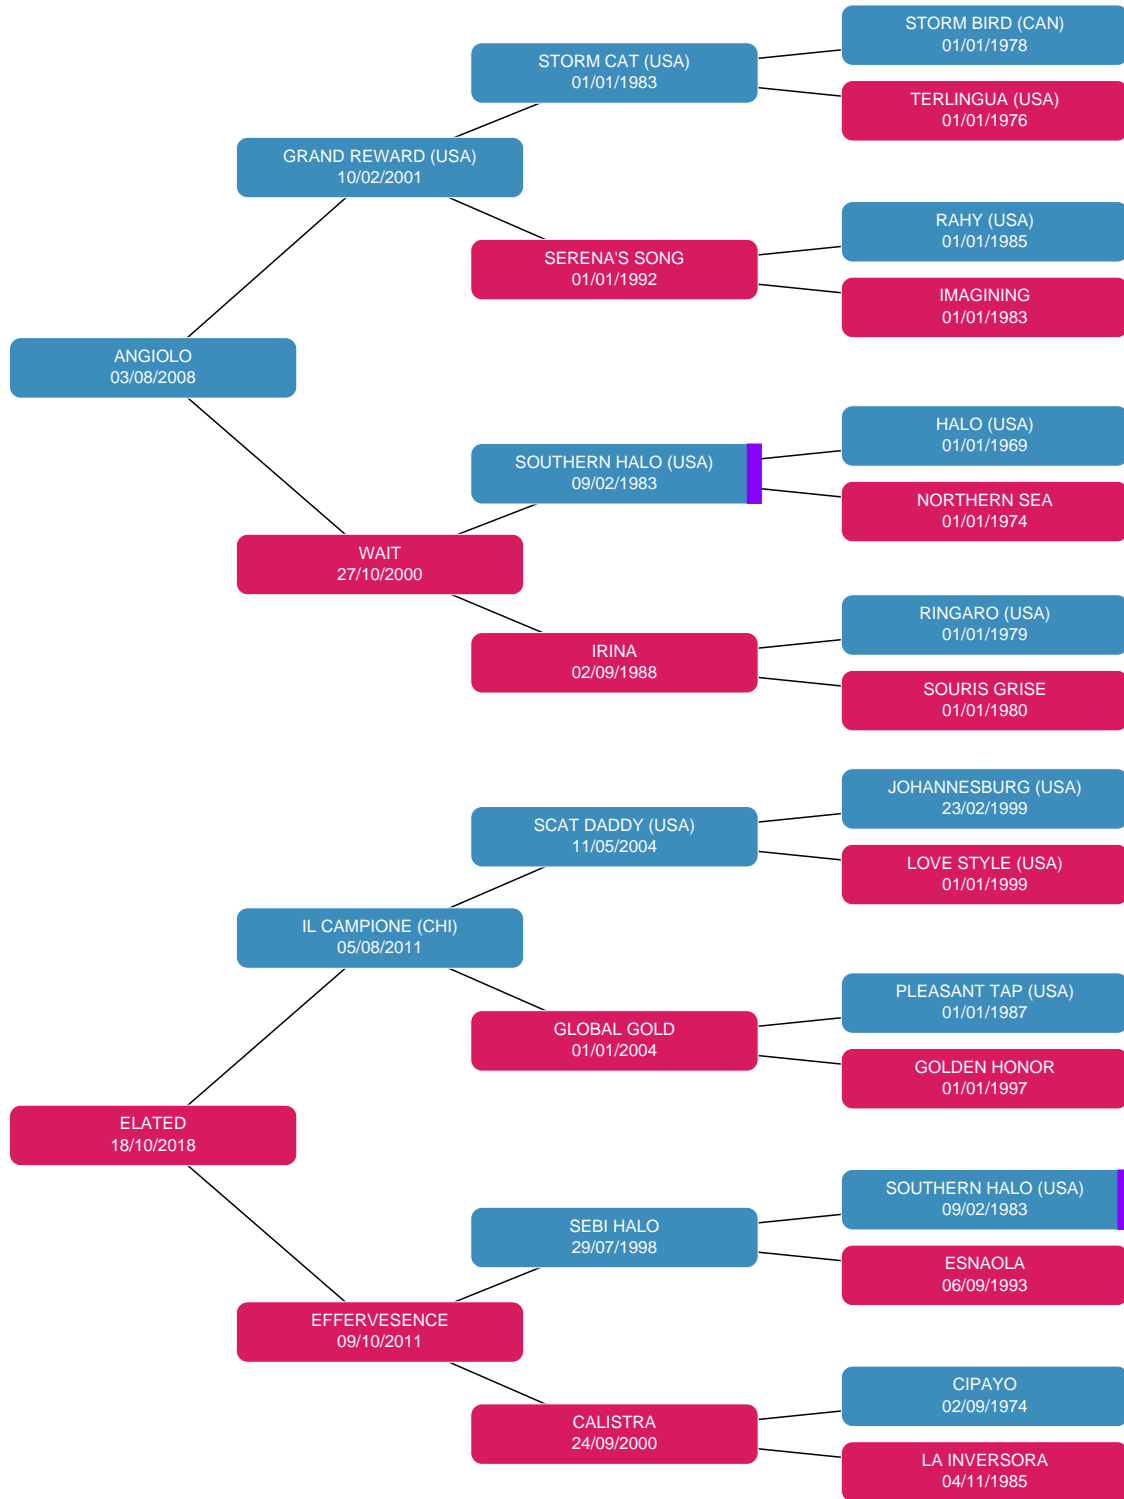 STORM BIRD (CAN)
01/01/1978
STORM CAT (USA)
01/01/1983
TERLINGUA (USA)
01/01/1976
GRAND REWARD (USA)
10/02/2001
RAHY (USA)
01/01/1985
SERENA'S SONG
01/01/1992
IMAGINING
01/01/1983
ANGIOLO
03/08/2008
HALO (USA)
01/01/1969
SOUTHERN HALO (USA)
09/02/1983
NORTHERN SEA
01/01/1974
WAIT
27/10/2000
RINGARO (USA)
01/01/1979
IRINA
02/09/1988
SOURIS GRISE
01/01/1980
JOHANNESBURG (USA)
23/02/1999
SCAT DADDY (USA)
11/05/2004
LOVE STYLE (USA)
01/01/1999
IL CAMPIONE (CHI)
05/08/2011
PLEASANT TAP (USA)
01/01/1987
GLOBAL GOLD
01/01/2004
GOLDEN HONOR
01/01/1997
ELATED
18/10/2018
SOUTHERN HALO (USA)
09/02/1983
SEBI HALO
29/07/1998
ESNAOLA
06/09/1993
EFFERVESENCE
09/10/2011
CIPAYO
02/09/1974
CALISTRA
24/09/2000
LA INVERSORA
04/11/1985